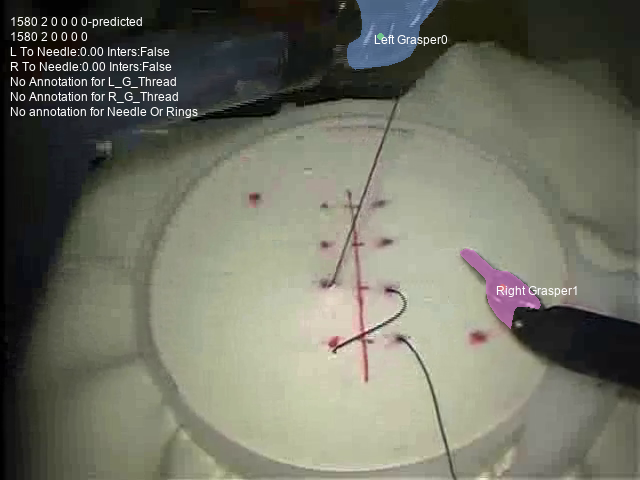 1580 2 0 0 0 0-predicted
1580 2 0 0 0 0
L To Needle:0.00 Inters:False
R To Needle:0.00 Inters:False
No Annotation for L_G_Thread
No Annotation for R_G_Thread
No annotation for Needle Or Rings
Left Grasper0
Right Grasper1